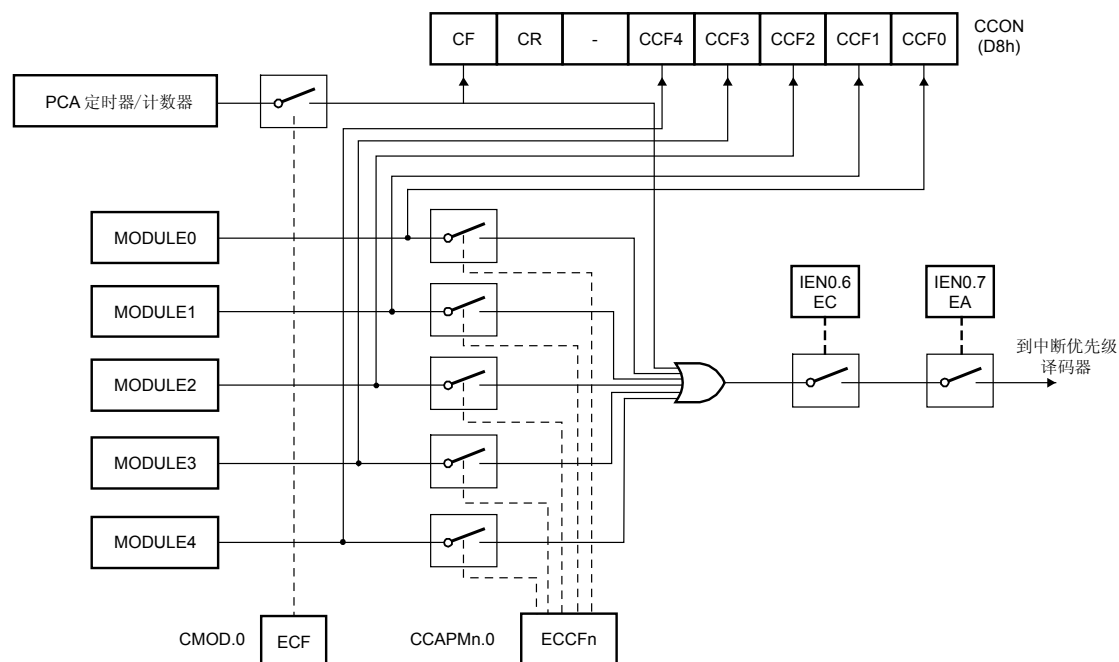 CF CR - CCF4 CCF3 CCF2 CCF1 CCF0
CCON
(D8h)
PCA 定时器/计数器
MODULE0
MODULE1
MODULE2
MODULE3
MODULE4
IEN0.6
EC
IEN0.7
EA
到中断优先级
译码器
CMOD.0
ECF
CCAPMn.0
ECCFn